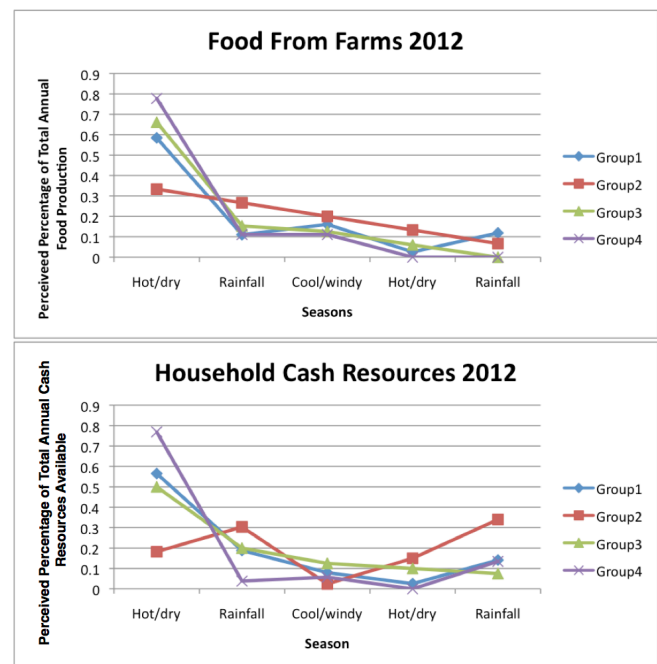 Food From Farms 2012
Perceiveed Percentage of Total Annual
Food Production
0.9
0.8
0.7
0.6
0.5
0.4
0.3
0.2
0.1
0
Hot/dry Rainfall Cool/windy Hot/dry Rainfall
Seasons
Group1
Group2
Group3
Group4
Household Cash Resources 2012
Perceived Percentage of Total Annual Cash
Resources Available
0.9
0.8
0.7
0.6
0.5
0.4
0.3
0.2
0.1
0
Hot/dry Rainfall Cool/windy Hot/dry Rainfall
Season
Group1
Group2
Group3
Group4